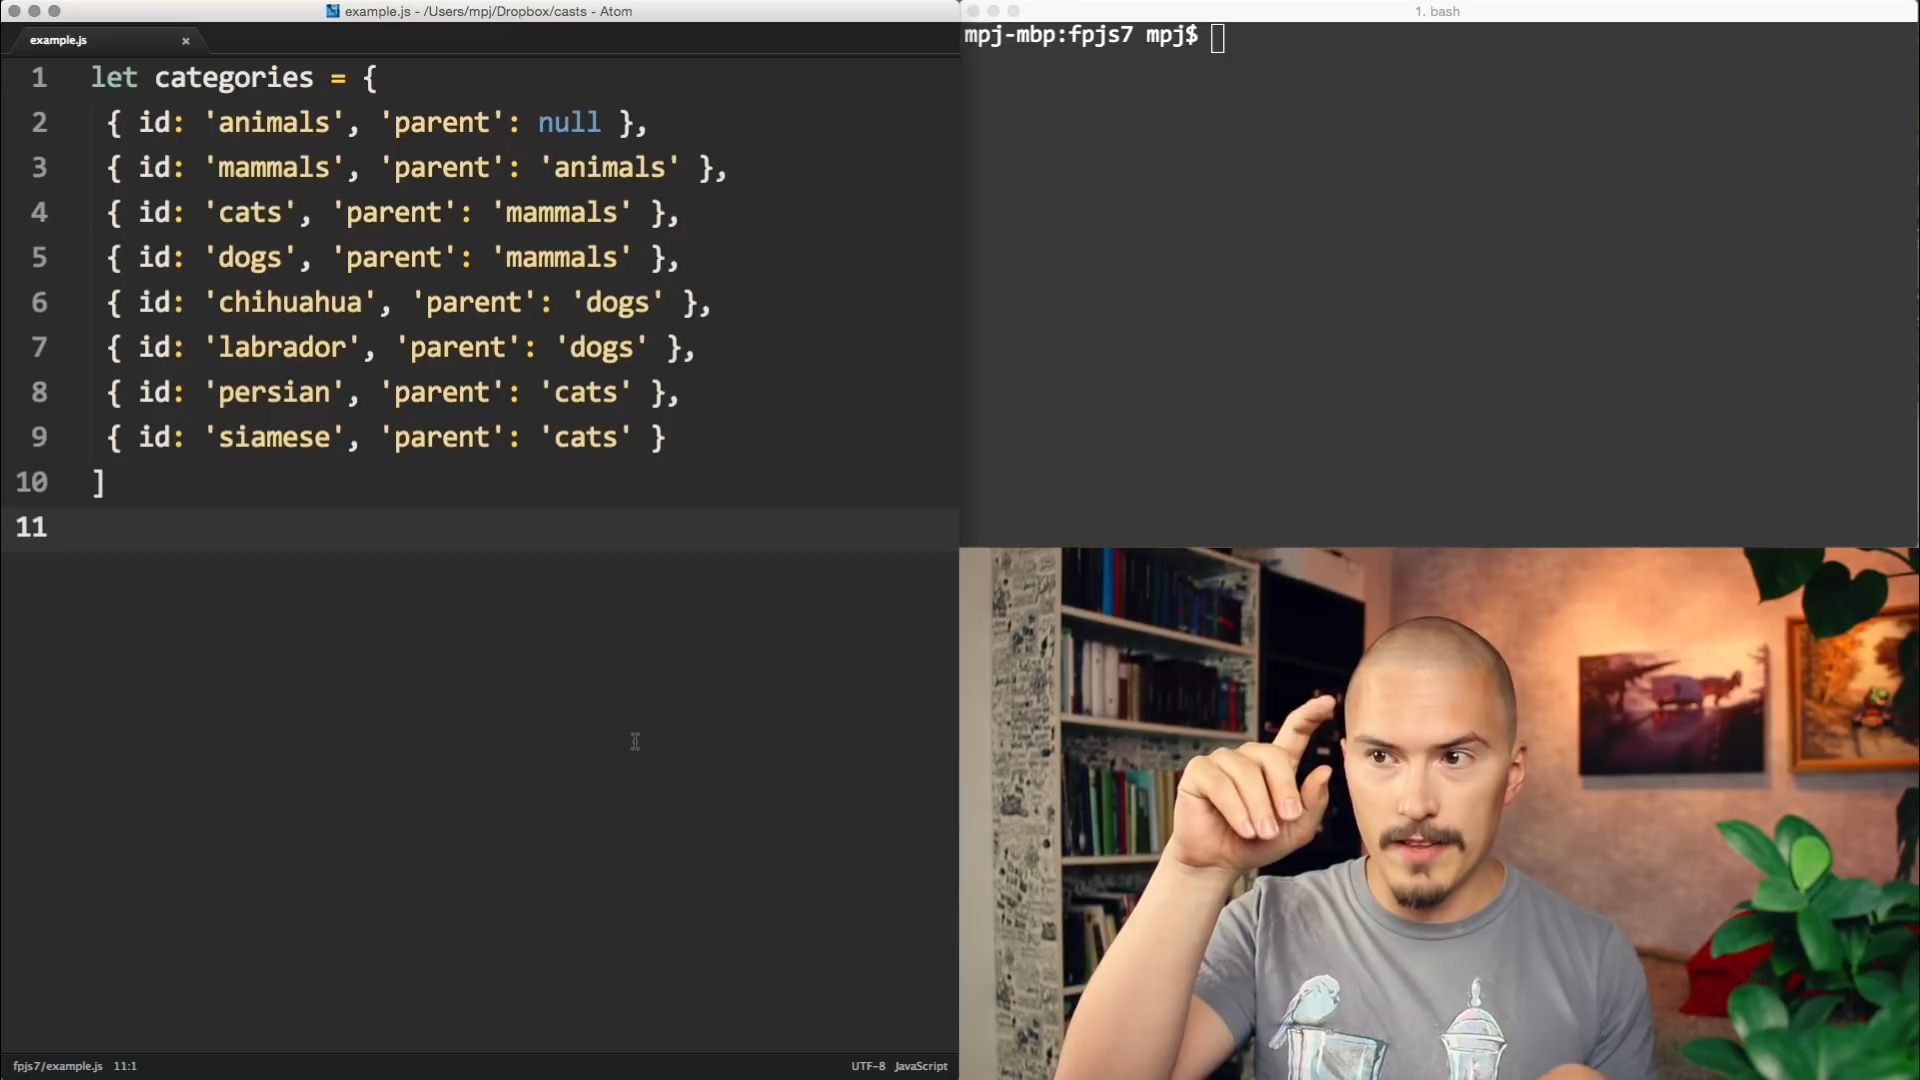 example.js - /Users/mpj/Dropbox/casts - Atom
1. bash
example.js
mpj-mbp:fpjs7 mpj$
1 let categories = {
2 { id: 'animals', 'parent': null },
3 { id: 'mammals', 'parent': 'animals' },
4 { id: 'cats', 'parent': 'mammals' },
5 { id: 'dogs', 'parent': 'mammals' },
6 { id: 'chihuahua', 'parent': 'dogs' },
7 { id: 'labrador', 'parent': 'dogs' },
8 { id: 'persian', 'parent': 'cats' },
9 { id: 'siamese', 'parent': 'cats' }
10 ]
11
fpjs7/example.js 11:1
UTF-8 JavaScript